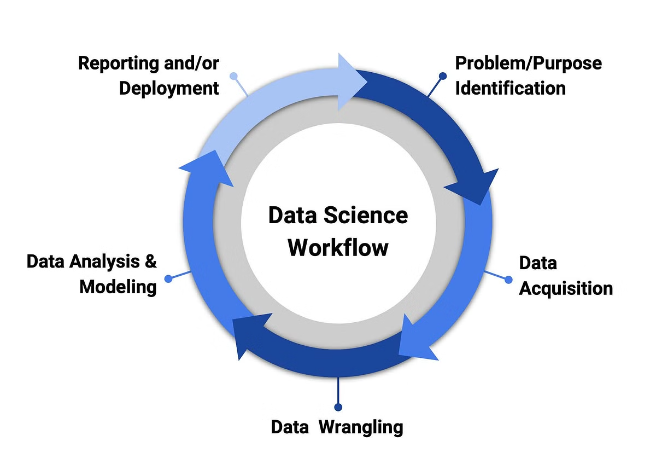 Reporting and/or
Deployment
Problem/Purpose
Identification
Data Science
Workflow
Data Analysis &
Modeling
Data
Acquisition
Data Wrangling